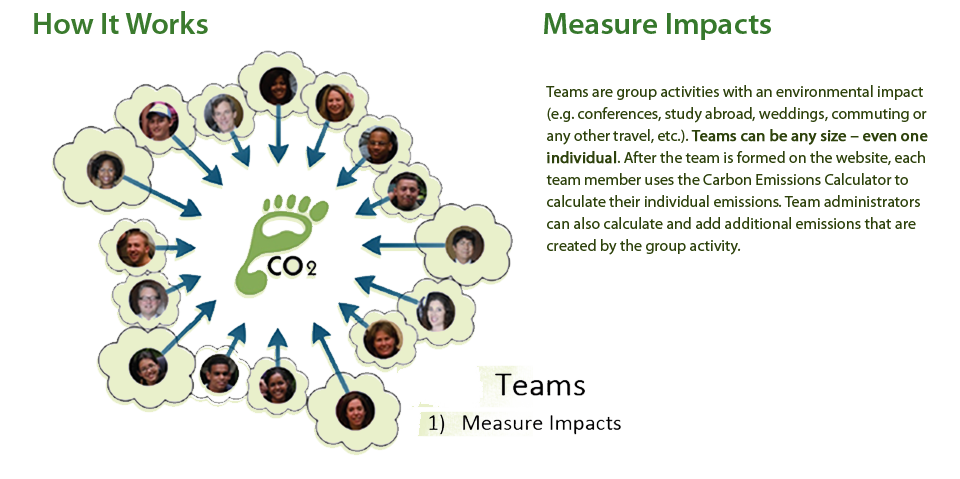 How It Works
Measure Impacts
Teams are group activities with an environmental impact
(e.g. conferences, study abroad, weddings, commuting or
any other travel, etc.). Teams can be any size – even one
individual. After the team is formed on the website, each
team member uses the Carbon Emissions Calculator to
calculate their individual emissions. Team administrators
can also calculate and add additional emissions that are
created by the group activity.
CO2
Teams
1) Measure Impacts